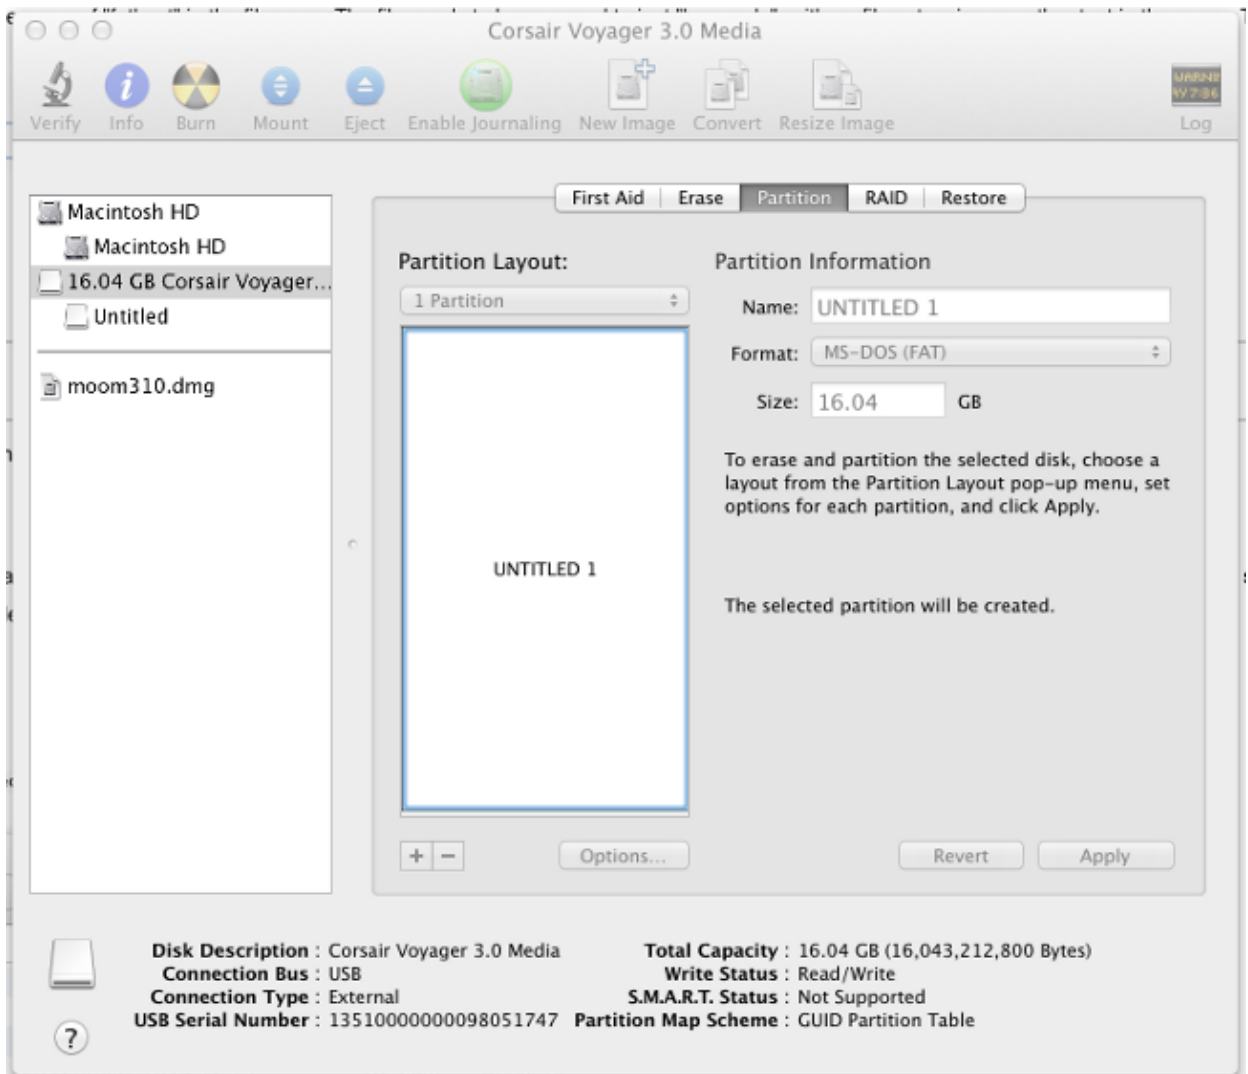 Corsair Voyager 3.0 Media
Verify Info Burn Mount Eject Enable Journaling New Image Convert Resize Image Log
WARNI
First Aid Erase Partition RAID Restore
Macintosh HD
Macintosh HD
16.04 GB Corsair Voyager...
Untitled
moom310.dmg
Partition Layout:
1 Partition
UNTITLED 1
+ − Options...
Partition Information
Name: UNTITLED 1
Format: MS-DOS (FAT)
Size: 16.04 GB
To erase and partition the selected disk, choose a
layout from the Partition Layout pop-up menu, set
options for each partition, and click Apply.
The selected partition will be created.
Revert Apply
Disk Description : Corsair Voyager 3.0 Media
Connection Bus : USB
Connection Type : External
USB Serial Number : 13510000000098051747
Total Capacity : 16.04 GB (16,043,212,800 Bytes)
Write Status : Read/Write
S.M.A.R.T. Status : Not Supported
Partition Map Scheme : GUID Partition Table
?